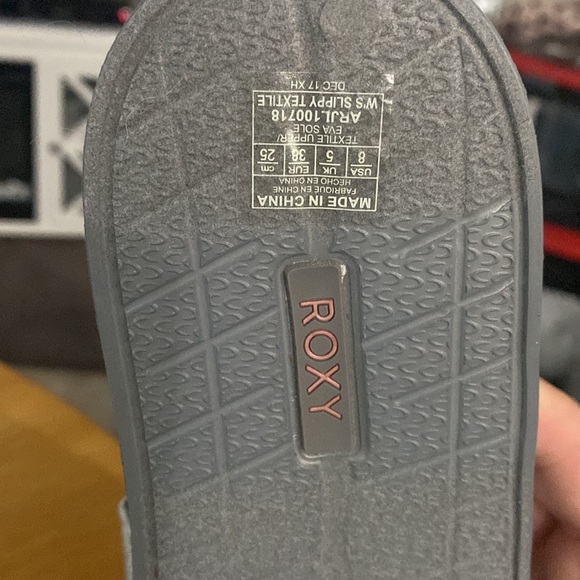 MADE IN CHINA
FABRIQUE EN CHINE
HECHO EN CHINA
USA UK EUR cm
8 5 38 25
TEXTILE UPPER/
EVA SOLE
ARJL100718
W'S SLIPPY TEXTILE
DEC 17 XH
ROXY